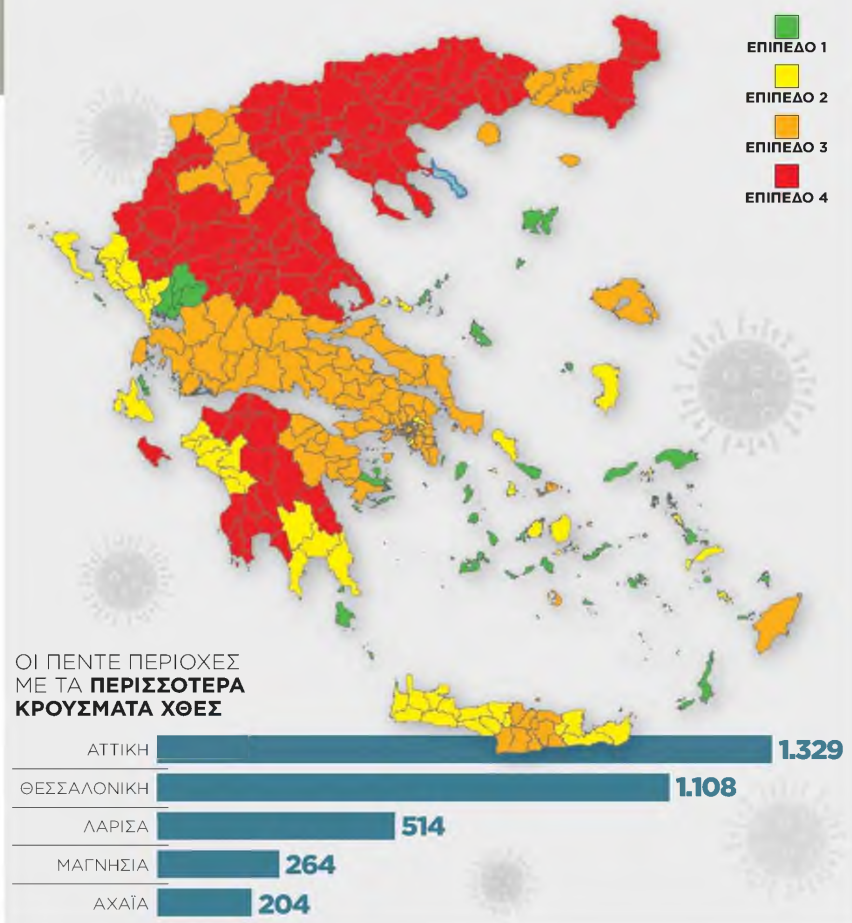 ΕΠΙΠΕΔΟ 1
ΕΠΙΠΕΔΟ 2
ΕΠΙΠΕΔΟ 3
ΕΠΙΠΕΔΟ 4
ΟΙ ΠΕΝΤΕ ΠΕΡΙΟΧΕΣ
ΜΕ ΤΑ ΠΕΡΙΣΣΟΤΕΡΑ
ΚΡΟΥΣΜΑΤΑ ΧΘΕΣ
ΑΤΤΙΚΗ 1.329
ΘΕΣΣΑΛΟΝΙΚΗ 1.108
ΛΑΡΙΣΑ 514
ΜΑΓΝΗΣΙΑ 264
ΑΧΑΪΑ 204